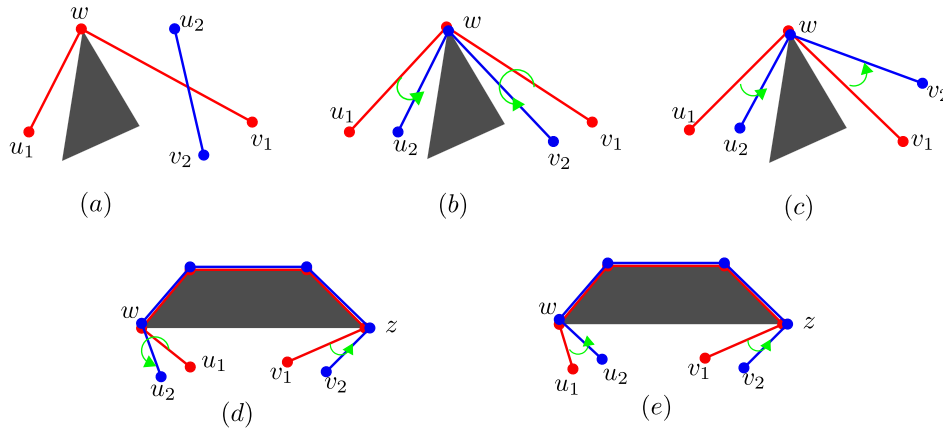 w u₂ w w
u₁ v₂ v₁ u₁ u₂ v₂ v₁ u₁ u₂ v₁ v₂
(a) (b) (c)
w u₁ u₂ v₁ v₂ z w u₁ u₂ v₁ v₂ z
(d) (e)